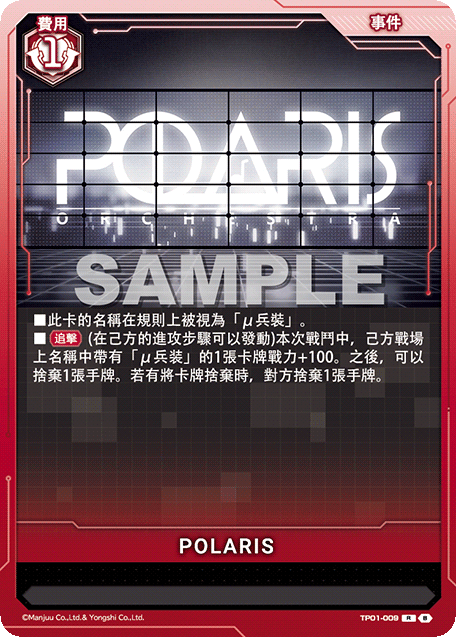 費用
1
事件
POLARIS
ORCHESTRA
SAMPLE
■此卡的名稱在規則上被視為「μ兵裝」。
■追擊 (在己方的進攻步驟可以發動)本次戰鬥中，己方戰場
上名稱中帶有「μ兵裝」的1張卡牌戰力+100。之後，可以
捨棄1張手牌。若有將卡牌捨棄時，對方捨棄1張手牌。
POLARIS
©Manjuu Co.,Ltd.& Yongshi Co.,Ltd.
TP01-009 R B